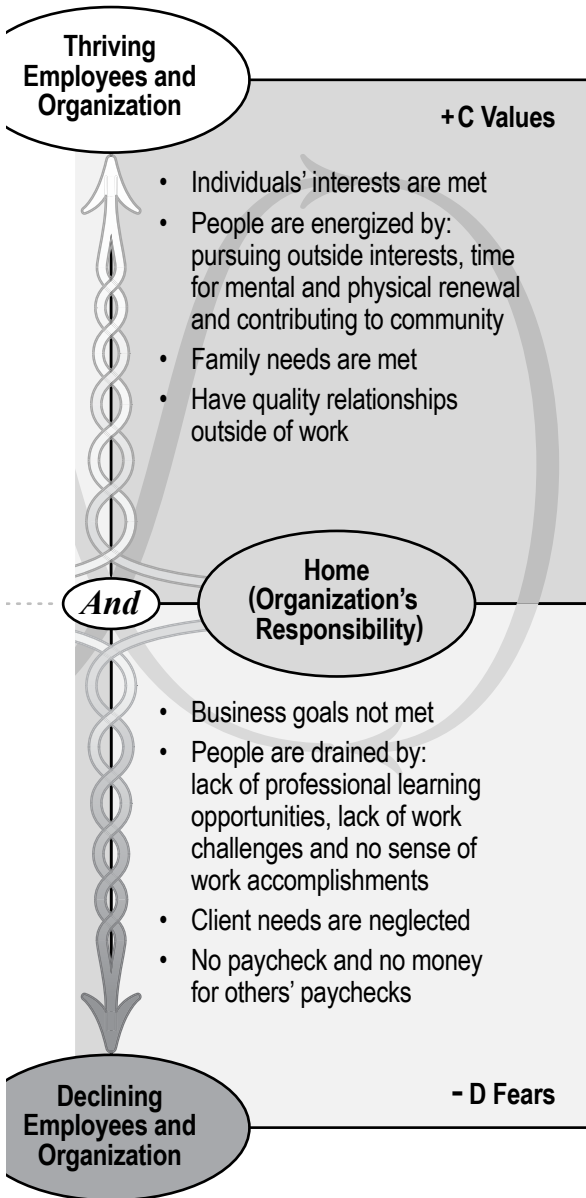 Thriving
Employees and
Organization
+C Values
• Individuals’ interests are met
• People are energized by:
pursuing outside interests, time
for mental and physical renewal
and contributing to community
• Family needs are met
• Have quality relationships
outside of work
And
Home
(Organization’s
Responsibility)
• Business goals not met
• People are drained by:
lack of professional learning
opportunities, lack of work
challenges and no sense of
work accomplishments
• Client needs are neglected
• No paycheck and no money
for others’ paychecks
- D Fears
Declining
Employees and
Organization